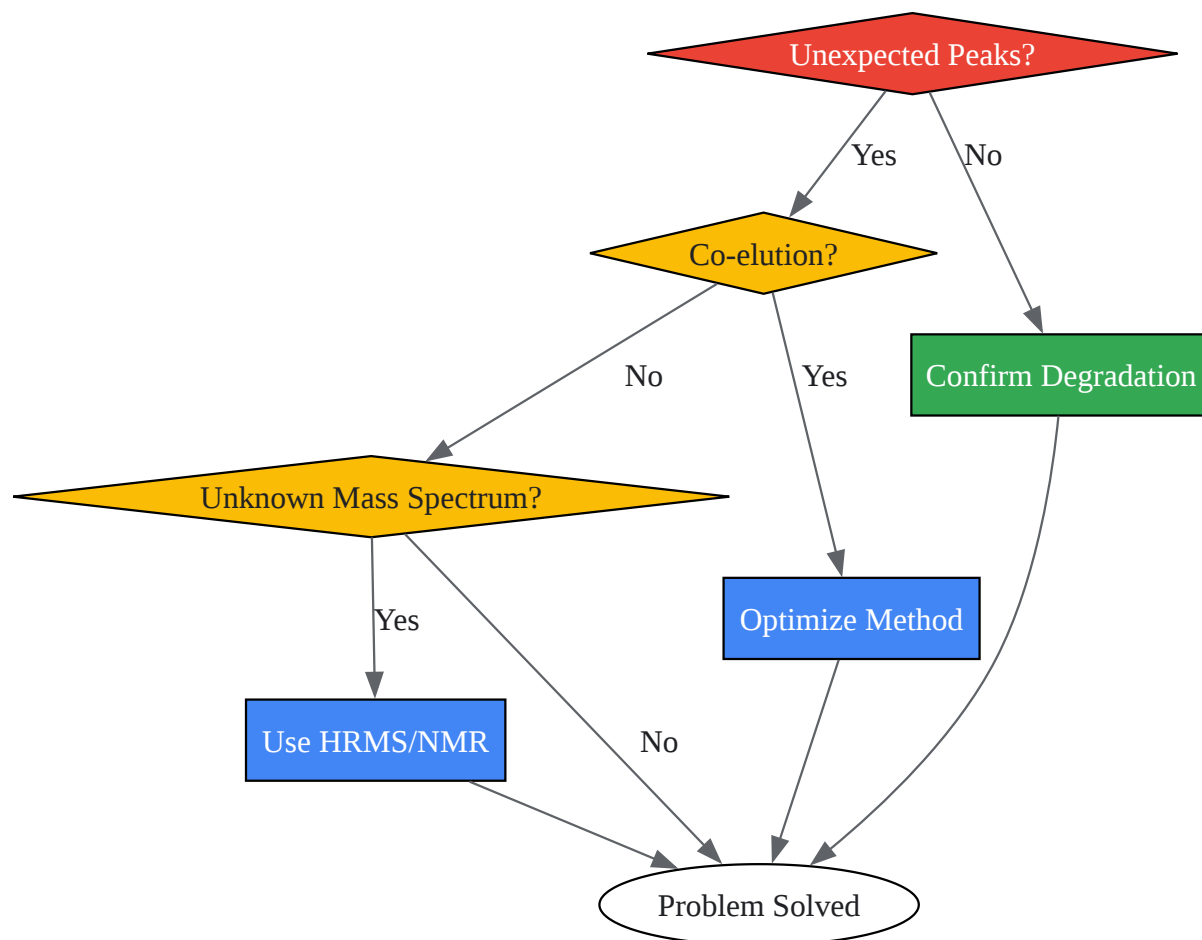 Unexpected Peaks?
Yes
No
Co-elution?
No
Yes
Confirm Degradation
Unknown Mass Spectrum?
Yes
Optimize Method
Use HRMS/NMR
No
Problem Solved